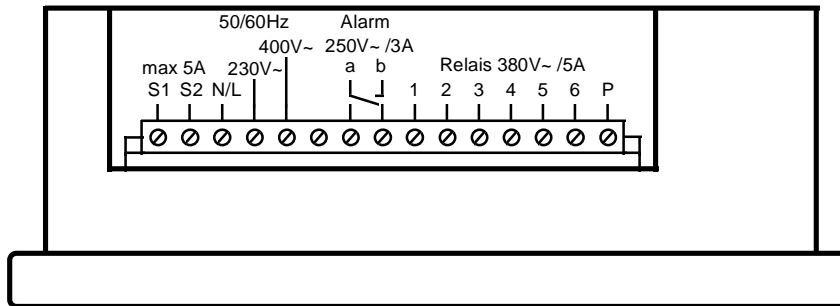 50/60Hz Alarm
400V~ 250V~ /3A
max 5A 230V~ a b Relais 380V~ /5A
S1 S2 N/L 1 2 3 4 5 6 P